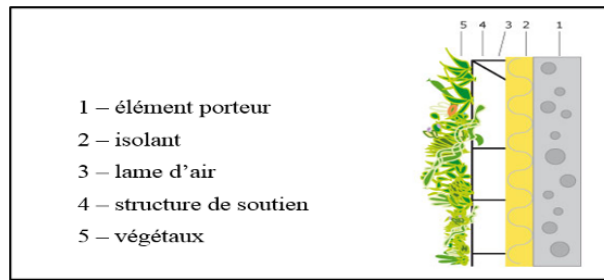 5 4 3 2 1
1 – élément porteur
2 – isolant
3 – lame d’air
4 – structure de soutien
5 – végétaux